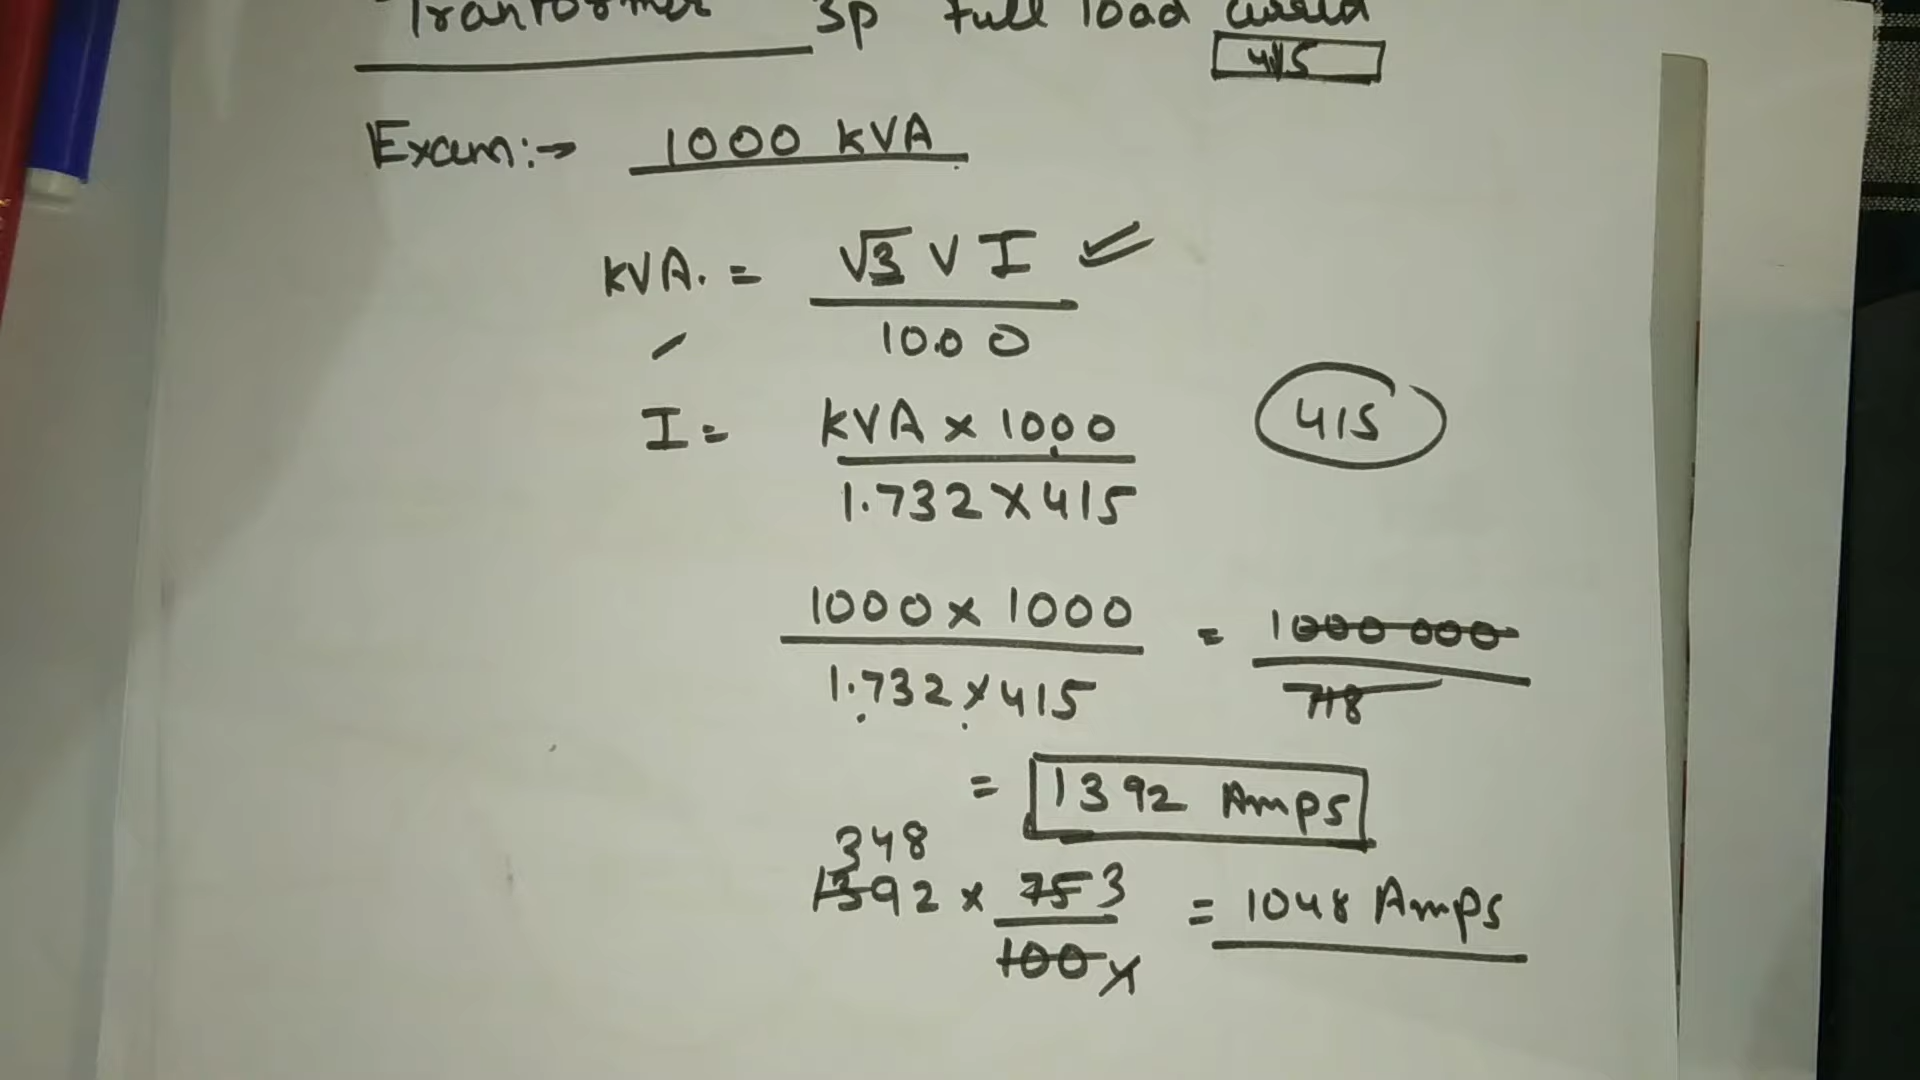 Tranformer 3p full load
415
Exam:→ 1000 KVA
KVA. = √3 V I
1000
I = KVA × 1000
1.732 × 415
415
1000 × 1000 = 1000 000
1.732 × 415 718
= 1392 Amps
348
1392 × 75 3 = 1048 Amps
100